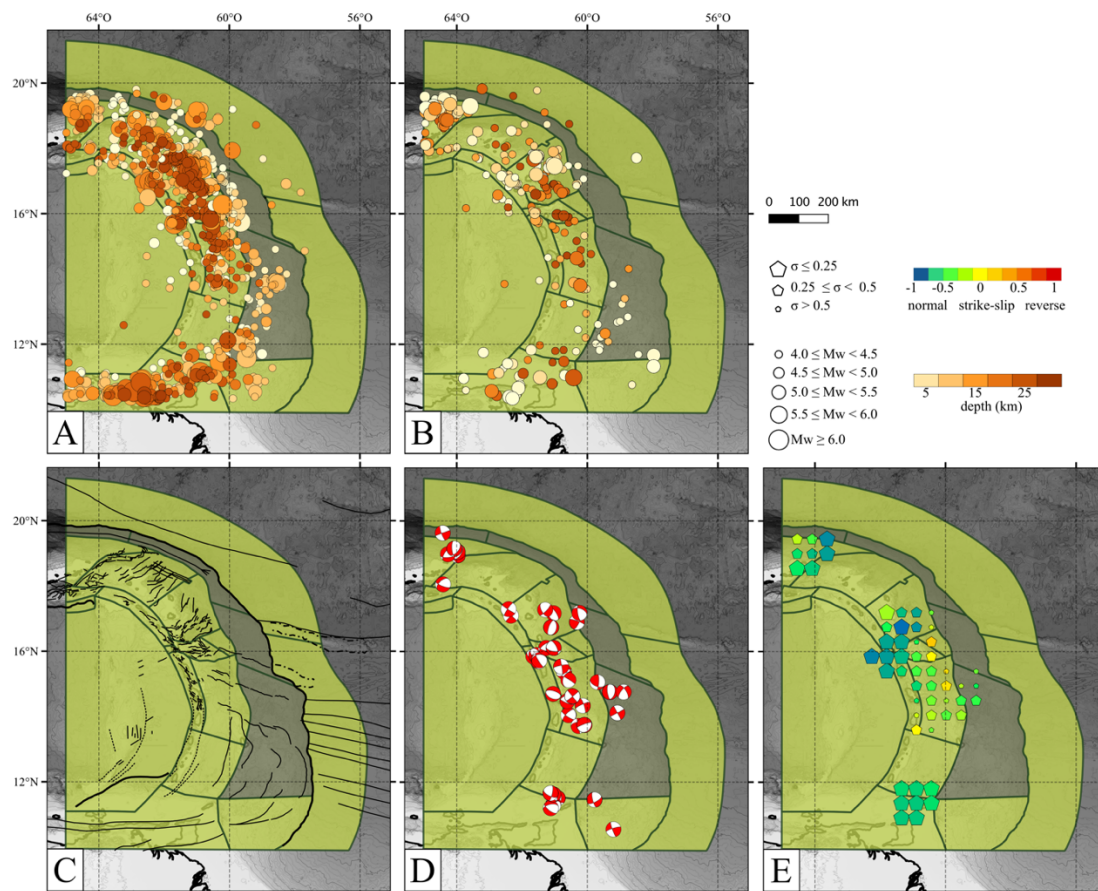 64°O 60°O 56°O 64°O 60°O 56°O
20°N
16°N
12°N
A B
0 100 200 km
σ ≤ 0.25
0.25 ≤ σ < 0.5
σ > 0.5
-1 -0.5 0 0.5 1
normal strike-slip reverse
4.0 ≤ Mw < 4.5
4.5 ≤ Mw < 5.0
5.0 ≤ Mw < 5.5
5.5 ≤ Mw < 6.0
Mw ≥ 6.0
5 15 25
depth (km)
20°N
16°N
12°N
C D E